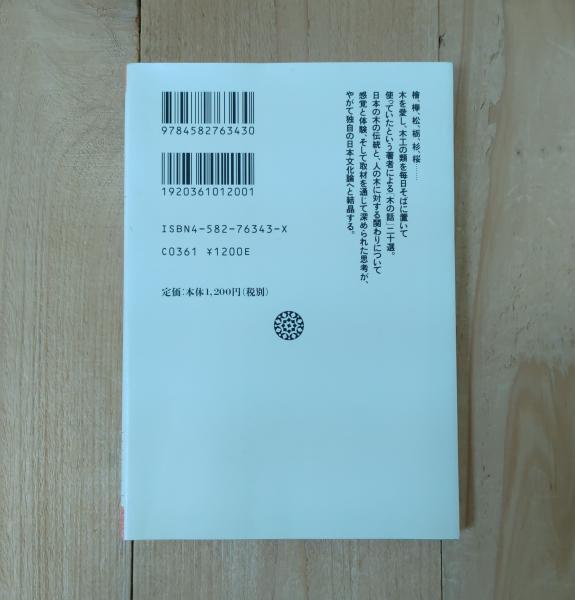 檜、欅、松、栃、杉、桜……
木を愛し、木工の類を毎日そばに置いて
使っていたという著者による「木の話」二十選。
日本の木の伝統と、人の木に対する関わりについて
感覚と体験、そして取材を通じて深められた思考が、
やがて独自の日本文化論へと結晶する。
9784582763430
1920361012001
ISBN4-582-76343-X
C0361 ¥1200E
定価:本体1,200円(税別)